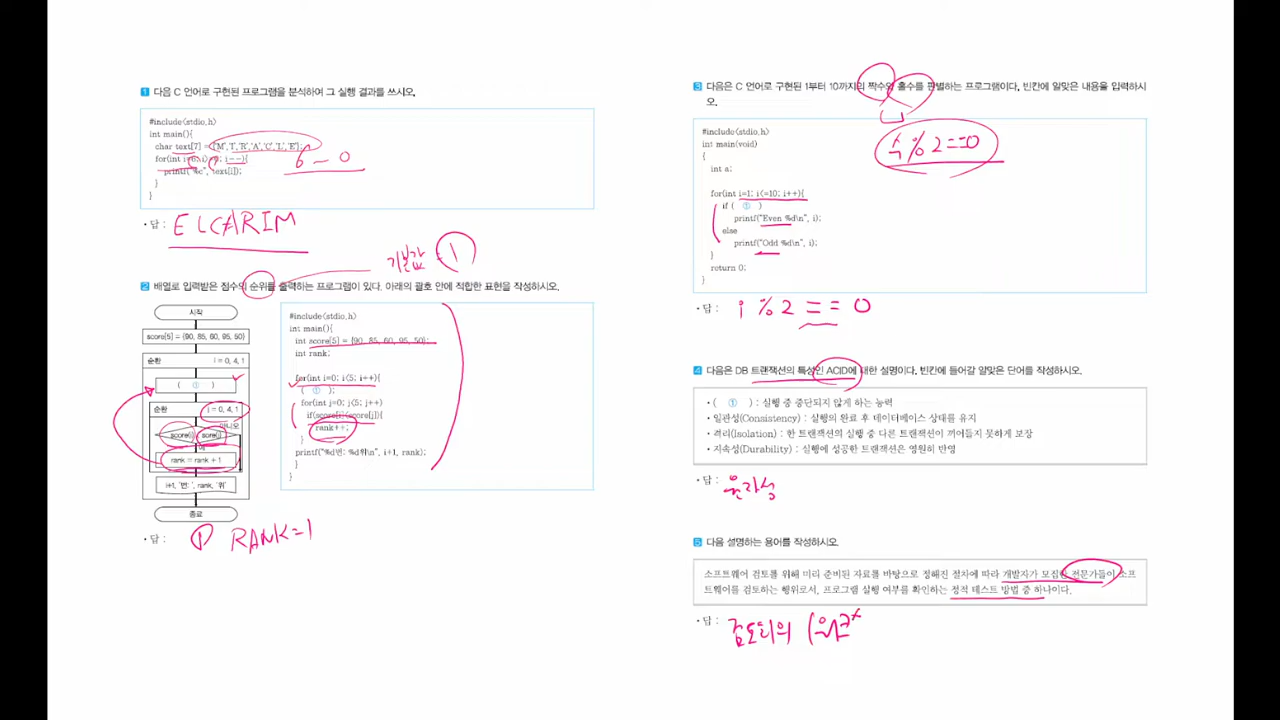 1 다음 C 언어로 구현된 프로그램을 분석하여 그 실행 결과를 쓰시오.
#include<stdio.h>
int main(){
char text[7] = {'M','I','R','A','C','L','E'};
for(int i=6;i
i--){
6 - 0
printf("%c", text[i]);
}
}
· 답 : ELCARIM
기본값 = 1
2 배열로 입력받은 점수의 순위를 출력하는 프로그램이 있다. 아래의 괄호 안에 적합한 표현을 작성하시오.
시작
score[5] = {90, 85, 60, 95, 50}
순환 i = 0, 4, 1
( ① )
순환 j = 0, 4, 1
아니오
score(i) sore(j)
예
rank = rank + 1
i+1, '번: ', rank, '위'
종료
#include<stdio.h>
int main(){
int score[5] = {90, 85, 60, 95, 50};
int rank;
for(int i=0; i<5; i++){
( ① );
for(int j=0; j<5; j++)
if(score[i]<score[j]){
rank++;
}
printf("%d번: %d위\n", i+1, rank);
}
}
· 답 : ① RANK=1
3 다음은 C 언어로 구현된 1부터 10까지의 짝수와 홀수를 판별하는 프로그램이다. 빈칸에 알맞은 내용을 입력하시
오.
#include<stdio.h>
int main(void)
{
int a;
for(int i=1; i<=10; i++){
if ( ① )
printf("Even %d\n", i);
else
printf("Odd %d\n", i);
}
return 0;
}
수%2==0
· 답 : i%2==0
4 다음은 DB 트랜잭션의 특성인 ACID에 대한 설명이다. 빈칸에 들어갈 알맞은 단어를 작성하시오.
• ( ① ) : 실행 중 중단되지 않게 하는 능력
• 일관성(Consistency) : 실행의 완료 후 데이터베이스 상태를 유지
• 격리(Isolation) : 한 트랜잭션의 실행 중 다른 트랜잭션이 끼어들지 못하게 보장
• 지속성(Durability) : 실행에 성공한 트랜잭션은 영원히 반영
· 답 : 원자성
5 다음 설명하는 용어를 작성하시오.
소프트웨어 검토를 위해 미리 준비된 자료를 바탕으로 정해진 절차에 따라 개발자가 모집한 전문가들이 소프
트웨어를 검토하는 행위로서, 프로그램 실행 여부를 확인하는 정적 테스트 방법 중 하나이다.
· 답 : 검토회의 (워크